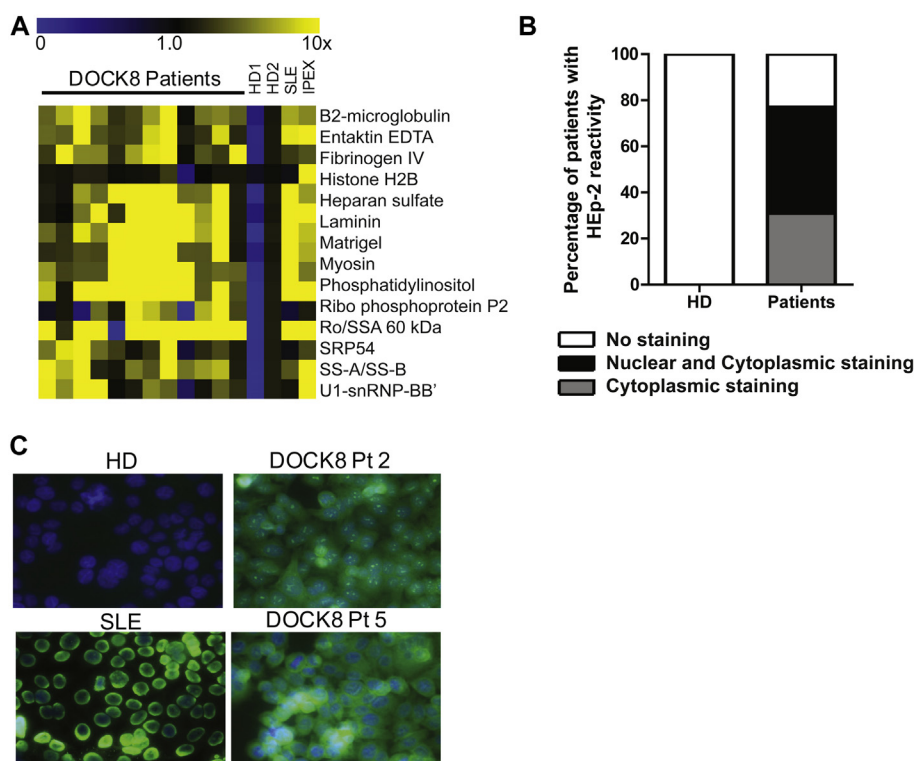 A
0 1.0 10x
DOCK8 Patients
HD1
HD2
SLE
IPEX
B2-microglobulin
Entaktin EDTA
Fibrinogen IV
Histone H2B
Heparan sulfate
Laminin
Matrigel
Myosin
Phosphatidylinositol
Ribo phosphoprotein P2
Ro/SSA 60 kDa
SRP54
SS-A/SS-B
U1-snRNP-BB’
B
Percentage of patients with
HEp-2 reactivity
100
80
60
40
20
0
HD Patients
No staining
Nuclear and Cytoplasmic staining
Cytoplasmic staining
C
HD DOCK8 Pt 2
SLE DOCK8 Pt 5